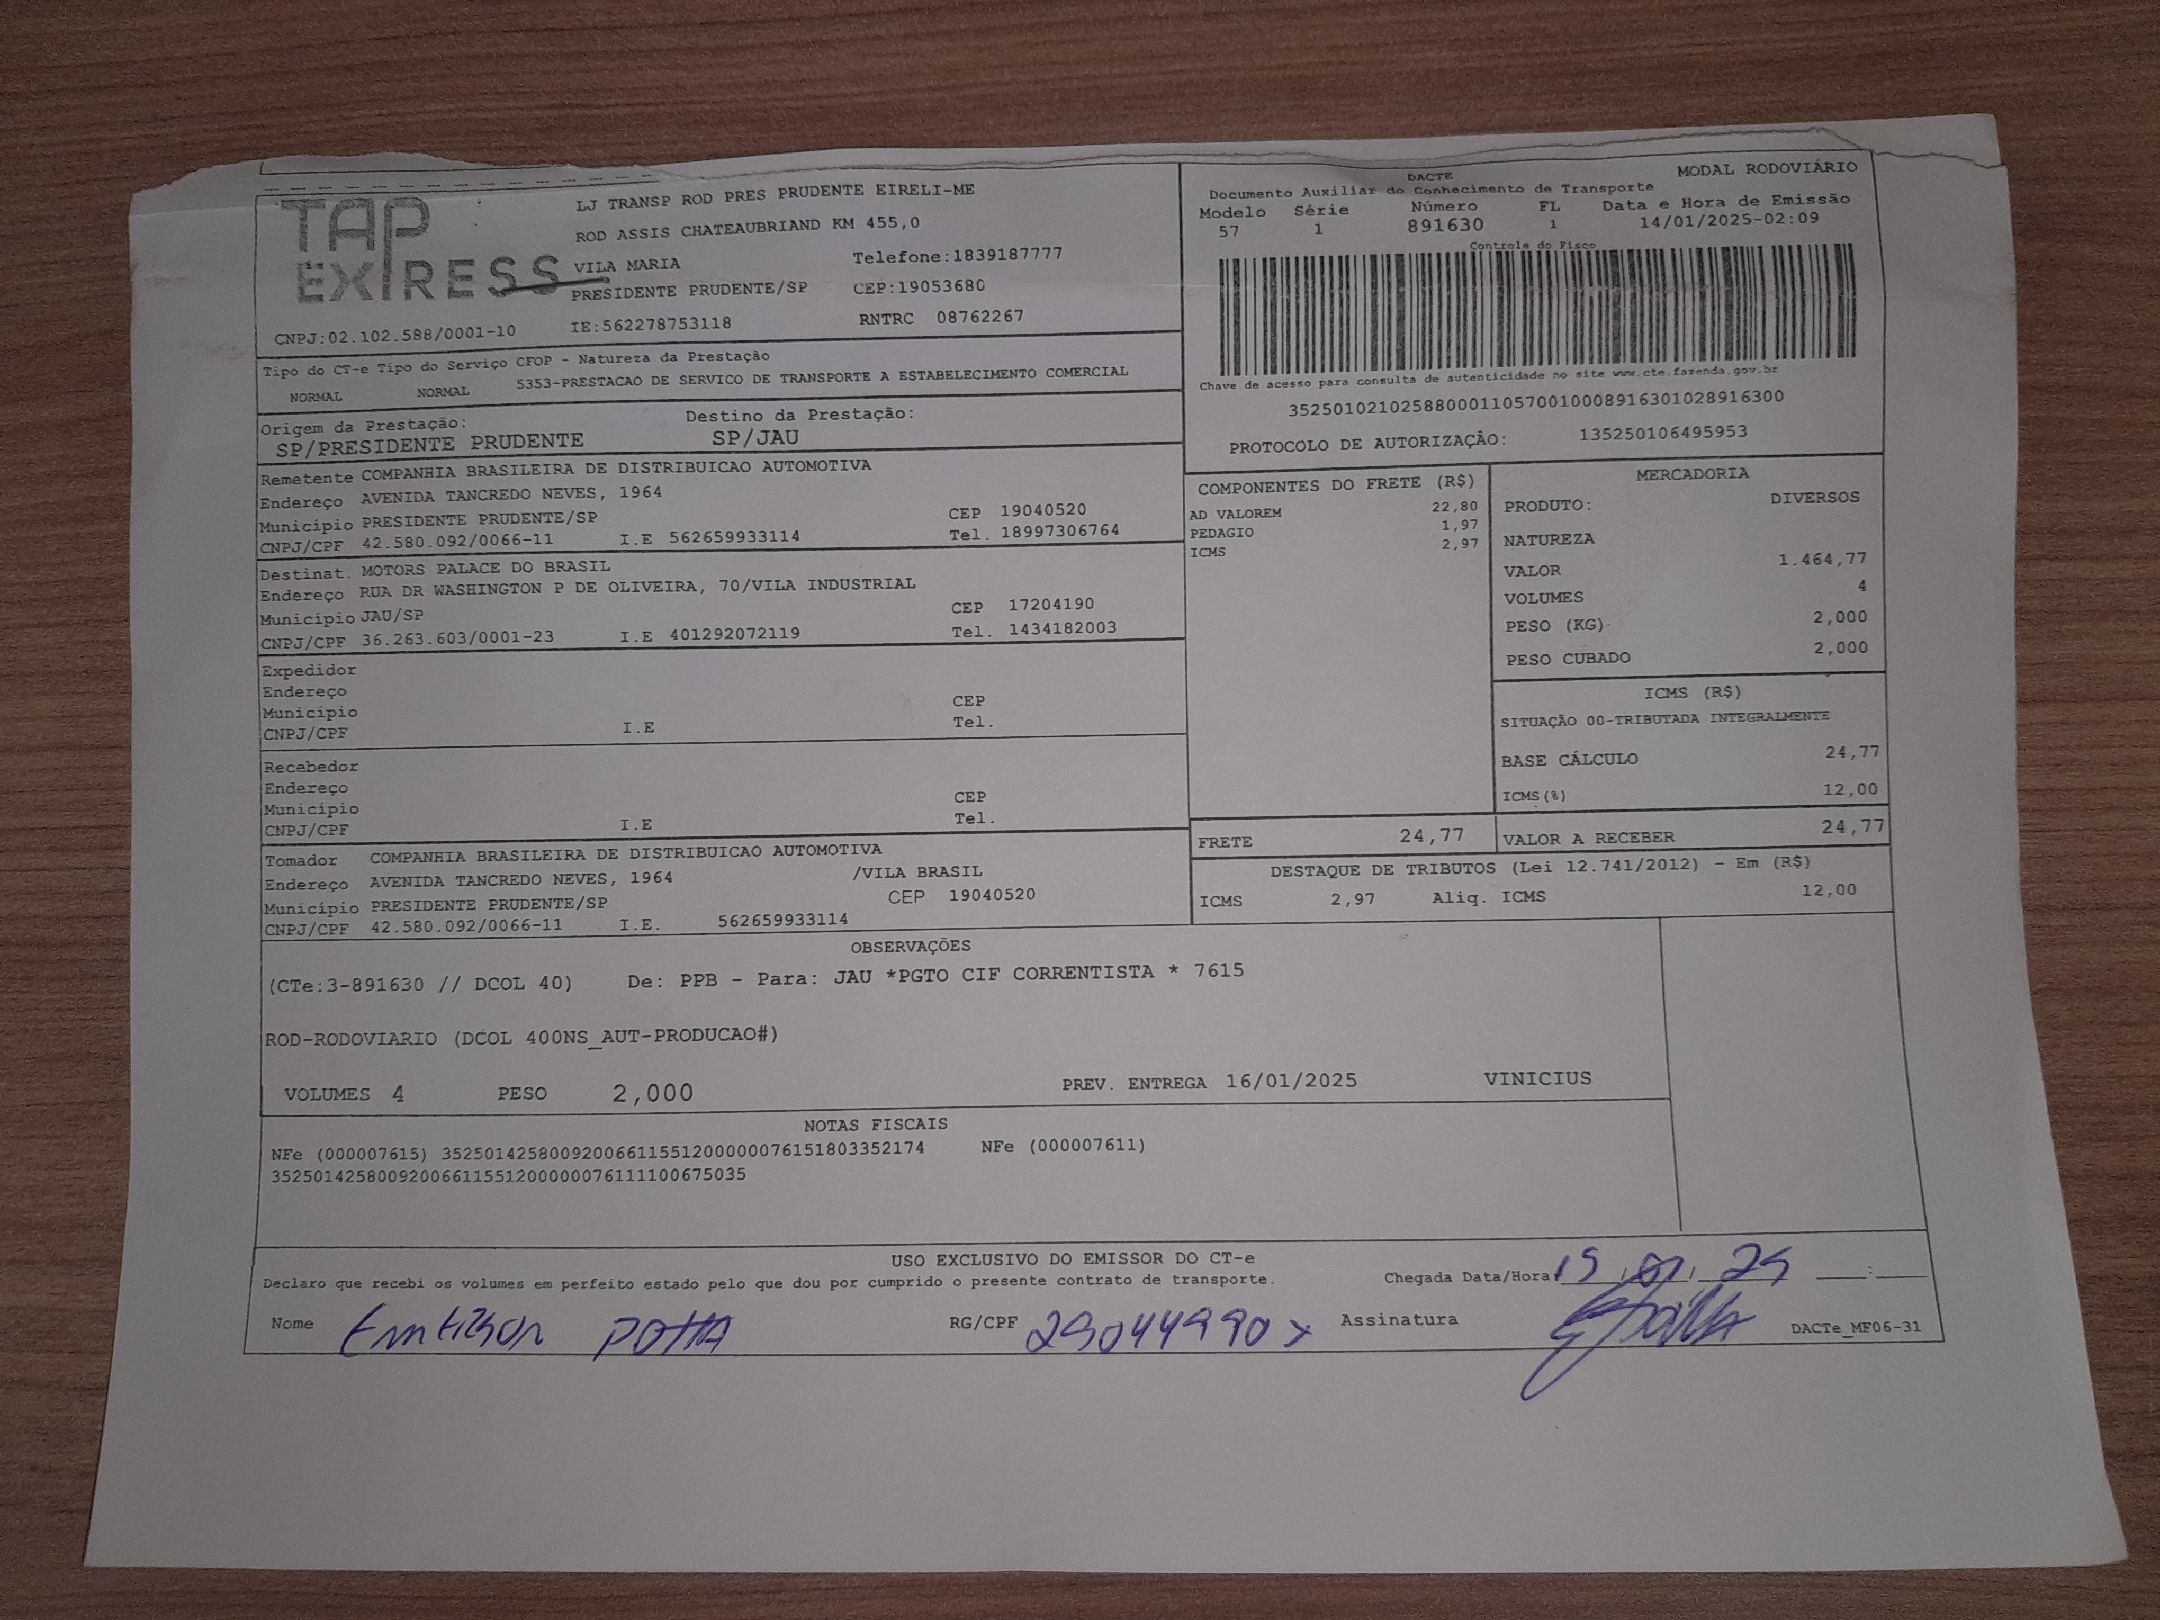 TAP
EXPRESS
LJ TRANSP ROD PRES PRUDENTE EIRELI-ME
ROD ASSIS CHATEAUBRIAND KM 455,0
VILA MARIA Telefone:1839187777
PRESIDENTE PRUDENTE/SP CEP:19053680
CNPJ:02.102.588/0001-10 IE:562278753118 RNTRC 08762267
DACTE MODAL RODOVIÁRIO
Documento Auxiliar do Conhecimento de Transporte
Modelo Série Número FL Data e Hora de Emissão
57 1 891630 1 14/01/2025-02:09
Controle do Fisco
Chave de acesso para consulta de autenticidade no site www.cte.fazenda.gov.br
35250102102588000110570010008916301028916300
PROTOCOLO DE AUTORIZAÇÃO: 135250106495953
Tipo do CT-e Tipo do Serviço CFOP - Natureza da Prestação
NORMAL NORMAL 5353-PRESTACAO DE SERVICO DE TRANSPORTE A ESTABELECIMENTO COMERCIAL
Origem da Prestação: Destino da Prestação:
SP/PRESIDENTE PRUDENTE SP/JAU
Remetente COMPANHIA BRASILEIRA DE DISTRIBUICAO AUTOMOTIVA
Endereço AVENIDA TANCREDO NEVES, 1964
Município PRESIDENTE PRUDENTE/SP CEP 19040520
CNPJ/CPF 42.580.092/0066-11 I.E 562659933114 Tel. 18997306764
Destinat. MOTORS PALACE DO BRASIL
Endereço RUA DR WASHINGTON P DE OLIVEIRA, 70/VILA INDUSTRIAL
Município JAU/SP CEP 17204190
CNPJ/CPF 36.263.603/0001-23 I.E 401292072119 Tel. 1434182003
Expedidor
Endereço
Município CEP
CNPJ/CPF I.E Tel.
Recebedor
Endereço
Município CEP
CNPJ/CPF I.E Tel.
Tomador COMPANHIA BRASILEIRA DE DISTRIBUICAO AUTOMOTIVA
Endereço AVENIDA TANCREDO NEVES, 1964 /VILA BRASIL
Município PRESIDENTE PRUDENTE/SP CEP 19040520
CNPJ/CPF 42.580.092/0066-11 I.E. 562659933114
COMPONENTES DO FRETE (R$)
AD VALOREM 22,80
PEDAGIO 1,97
ICMS 2,97
MERCADORIA
PRODUTO: DIVERSOS
NATUREZA
VALOR 1.464,77
VOLUMES 4
PESO (KG) 2,000
PESO CUBADO 2,000
ICMS (R$)
SITUAÇÃO 00-TRIBUTADA INTEGRALMENTE
BASE CÁLCULO 24,77
ICMS(%) 12,00
FRETE 24,77 VALOR A RECEBER 24,77
DESTAQUE DE TRIBUTOS (Lei 12.741/2012) - Em (R$)
ICMS 2,97 Aliq. ICMS 12,00
OBSERVAÇÕES
(CTe:3-891630 // DCOL 40) De: PPB - Para: JAU *PGTO CIF CORRENTISTA * 7615
ROD-RODOVIARIO (DCOL 400NS_AUT-PRODUCAO#)
VOLUMES 4 PESO 2,000 PREV. ENTREGA 16/01/2025 VINICIUS
NOTAS FISCAIS
NFe (000007615) 35250142580092006611551200000076151803352174 NFe (000007611)
35250142580092006611551200000076111100675035
USO EXCLUSIVO DO EMISSOR DO CT-e
Declaro que recebi os volumes em perfeito estado pelo que dou por cumprido o presente contrato de transporte. Chegada Data/Hora 15 01 25 :
Nome RG/CPF 29044990x Assinatura DACTe_MF06-31